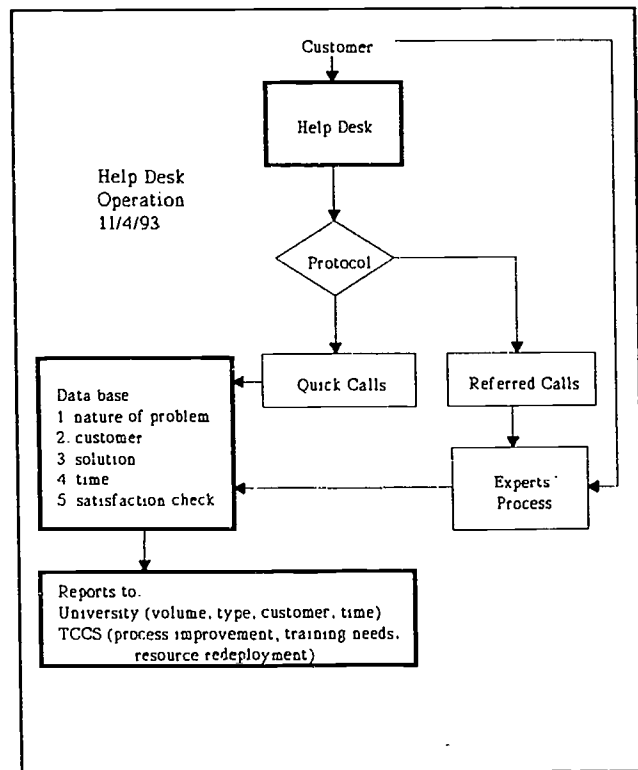 Customer
Help Desk
Help Desk
Operation
11/4/93
Protocol
Quick Calls
Referred Calls
Data base
1 nature of problem
2. customer
3 solution
4 time
5 satisfaction check
Experts'
Process
Reports to.
University (volume, type, customer, time)
TCCS (process improvement, training needs,
resource redeployment)